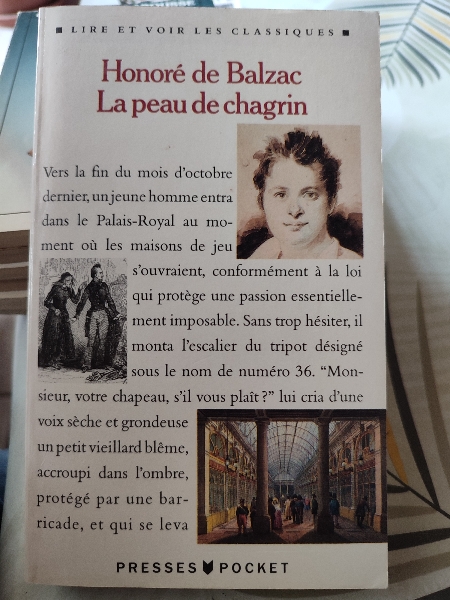 LIRE ET VOIR LES CLASSIQUES
Honoré de Balzac
La peau de chagrin
Vers la fin du mois d'octobre
dernier, un jeune homme entra
dans le Palais-Royal au mo-
ment où les maisons de jeu
s'ouvraient, conformément à la loi
qui protège une passion essentielle-
ment imposable. Sans trop hésiter, il
monta l'escalier du tripot désigné
sous le nom de numéro 36. "Mon-
sieur, votre chapeau, s'il vous plaît?" lui cria d'une
voix sèche et grondeuse
un petit vieillard blême,
accroupi dans l'ombre,
protégé par une bar-
ricade, et qui se leva
PRESSES POCKET